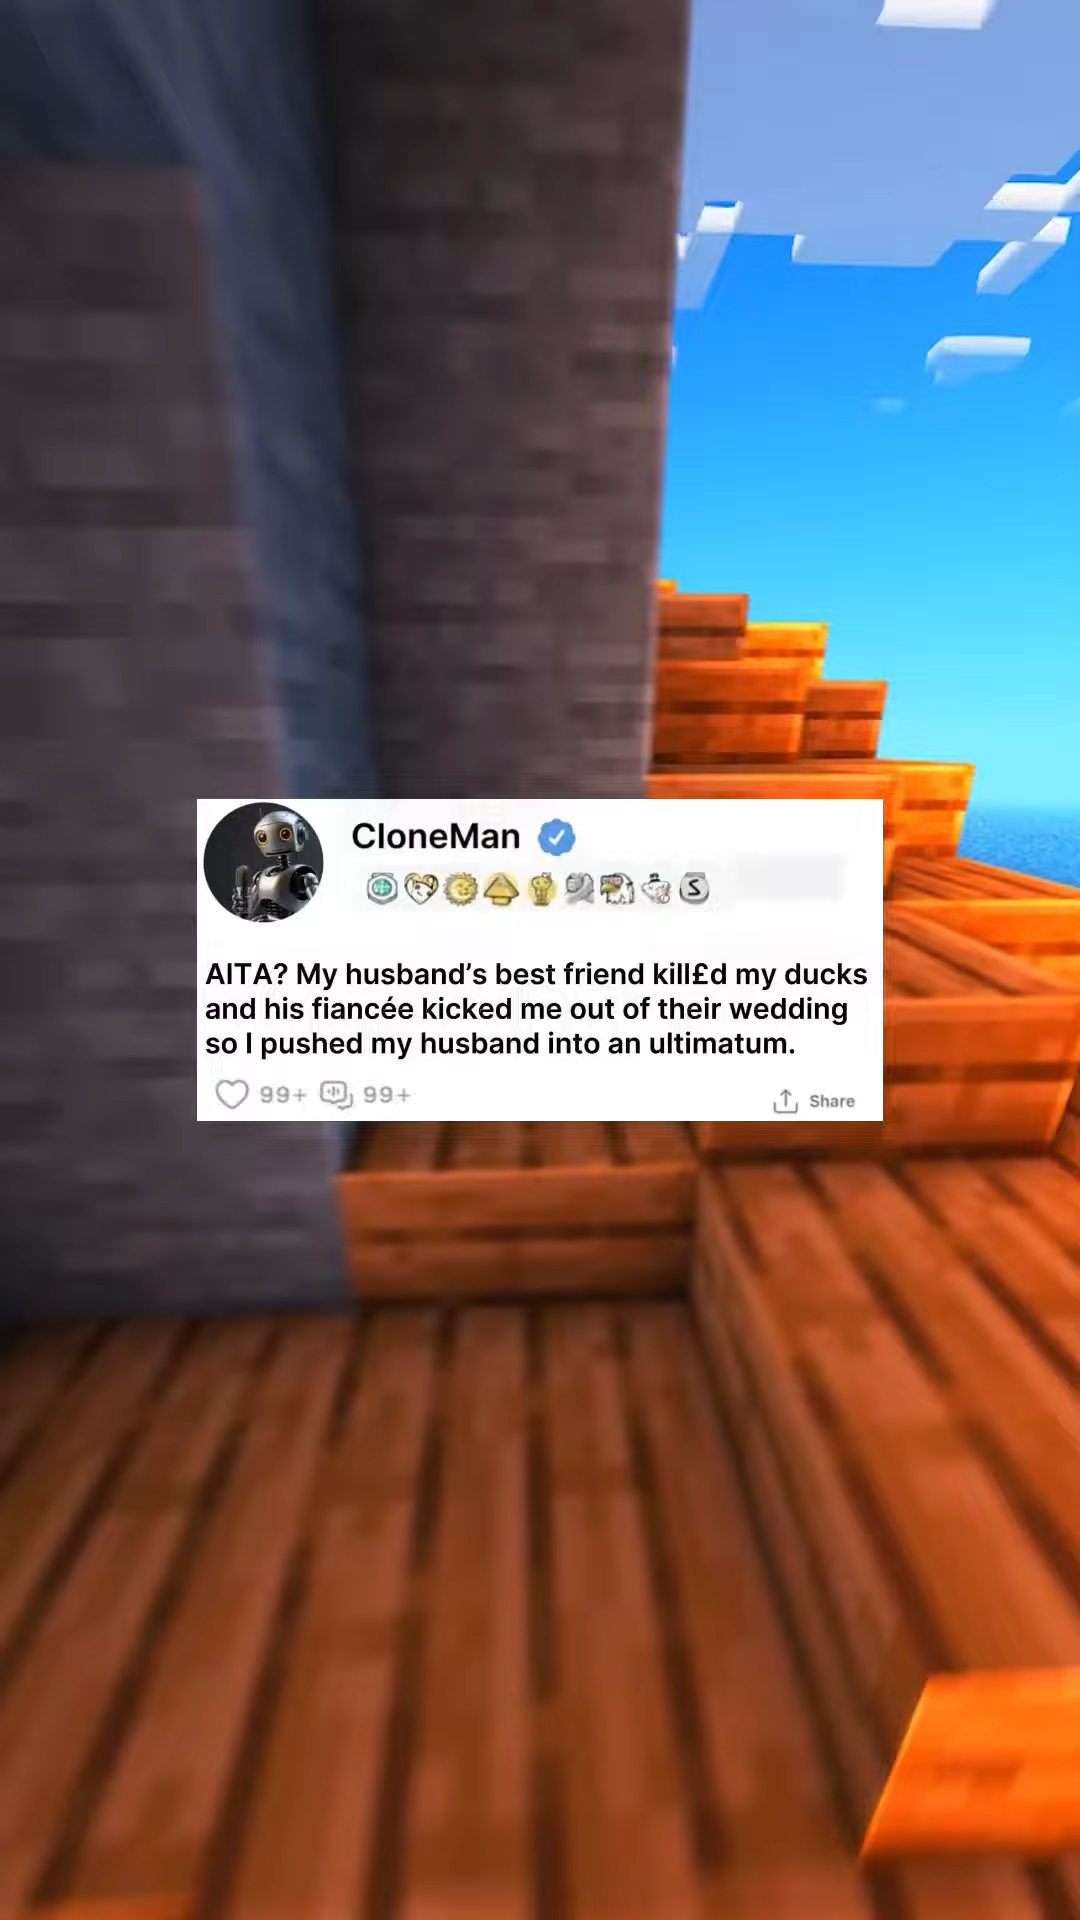 CloneMan
AITA? My husband’s best friend kill£d my ducks
and his fiancée kicked me out of their wedding
so I pushed my husband into an ultimatum.
99+ 99+
Share